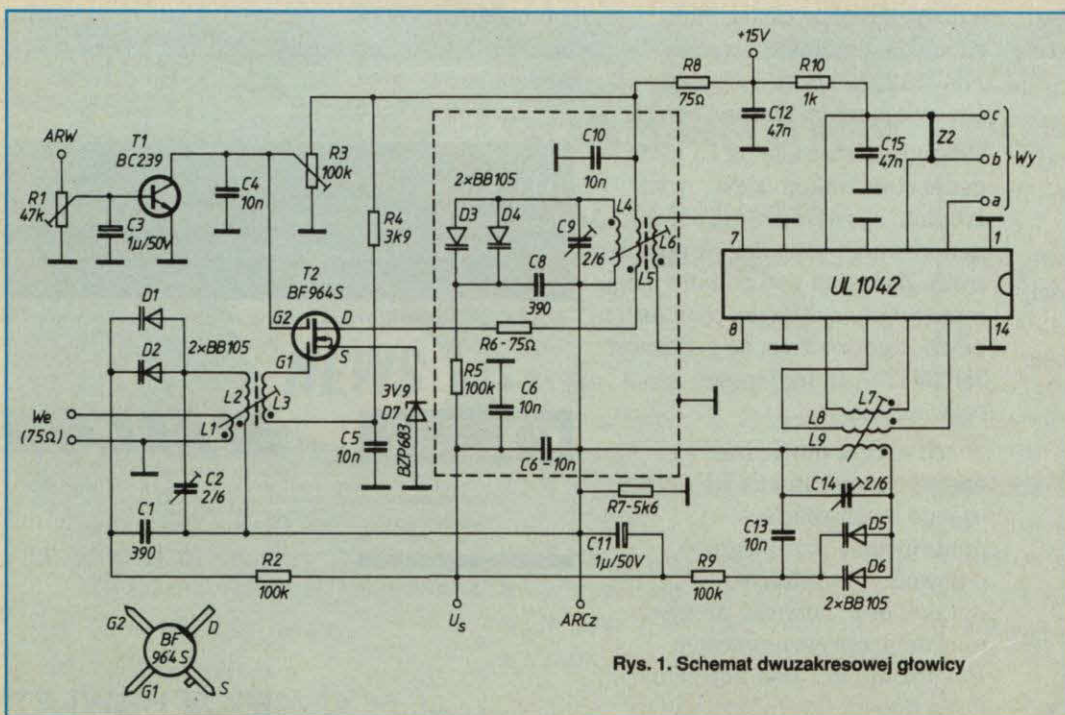 +15V
R8
75Ω
R10
1k
C12
47n
C15
47n
Z2
c
b
a
Wy
ARW
T1
BC239
R1
47k
C3
1µ/50V
C4
10n
R3
100k
R4
3k9
C10
10n
2×BB105
D3
D4
C9
2/6
L4
L6
L5
C8
390
7
1
UL1042
8
14
T2
BF964S
G2
D
S
G1
R6-75Ω
D1
D2
2×BB105
L2
L3
L1
We
(75Ω)
3V9
D7
BZP683
R5
100k
C6
10n
C6-10n
C5
10n
L7
L8
L9
C2
2/6
C1
390
R7-5k6
C14
2/6
C13
10n
D5
D6
2×BB105
C11
1µ/50V
R2
100k
R9
100k
Us
ARCz
G2
D
BF
964S
G1
S
Rys. 1. Schemat dwuzakresowej głowicy